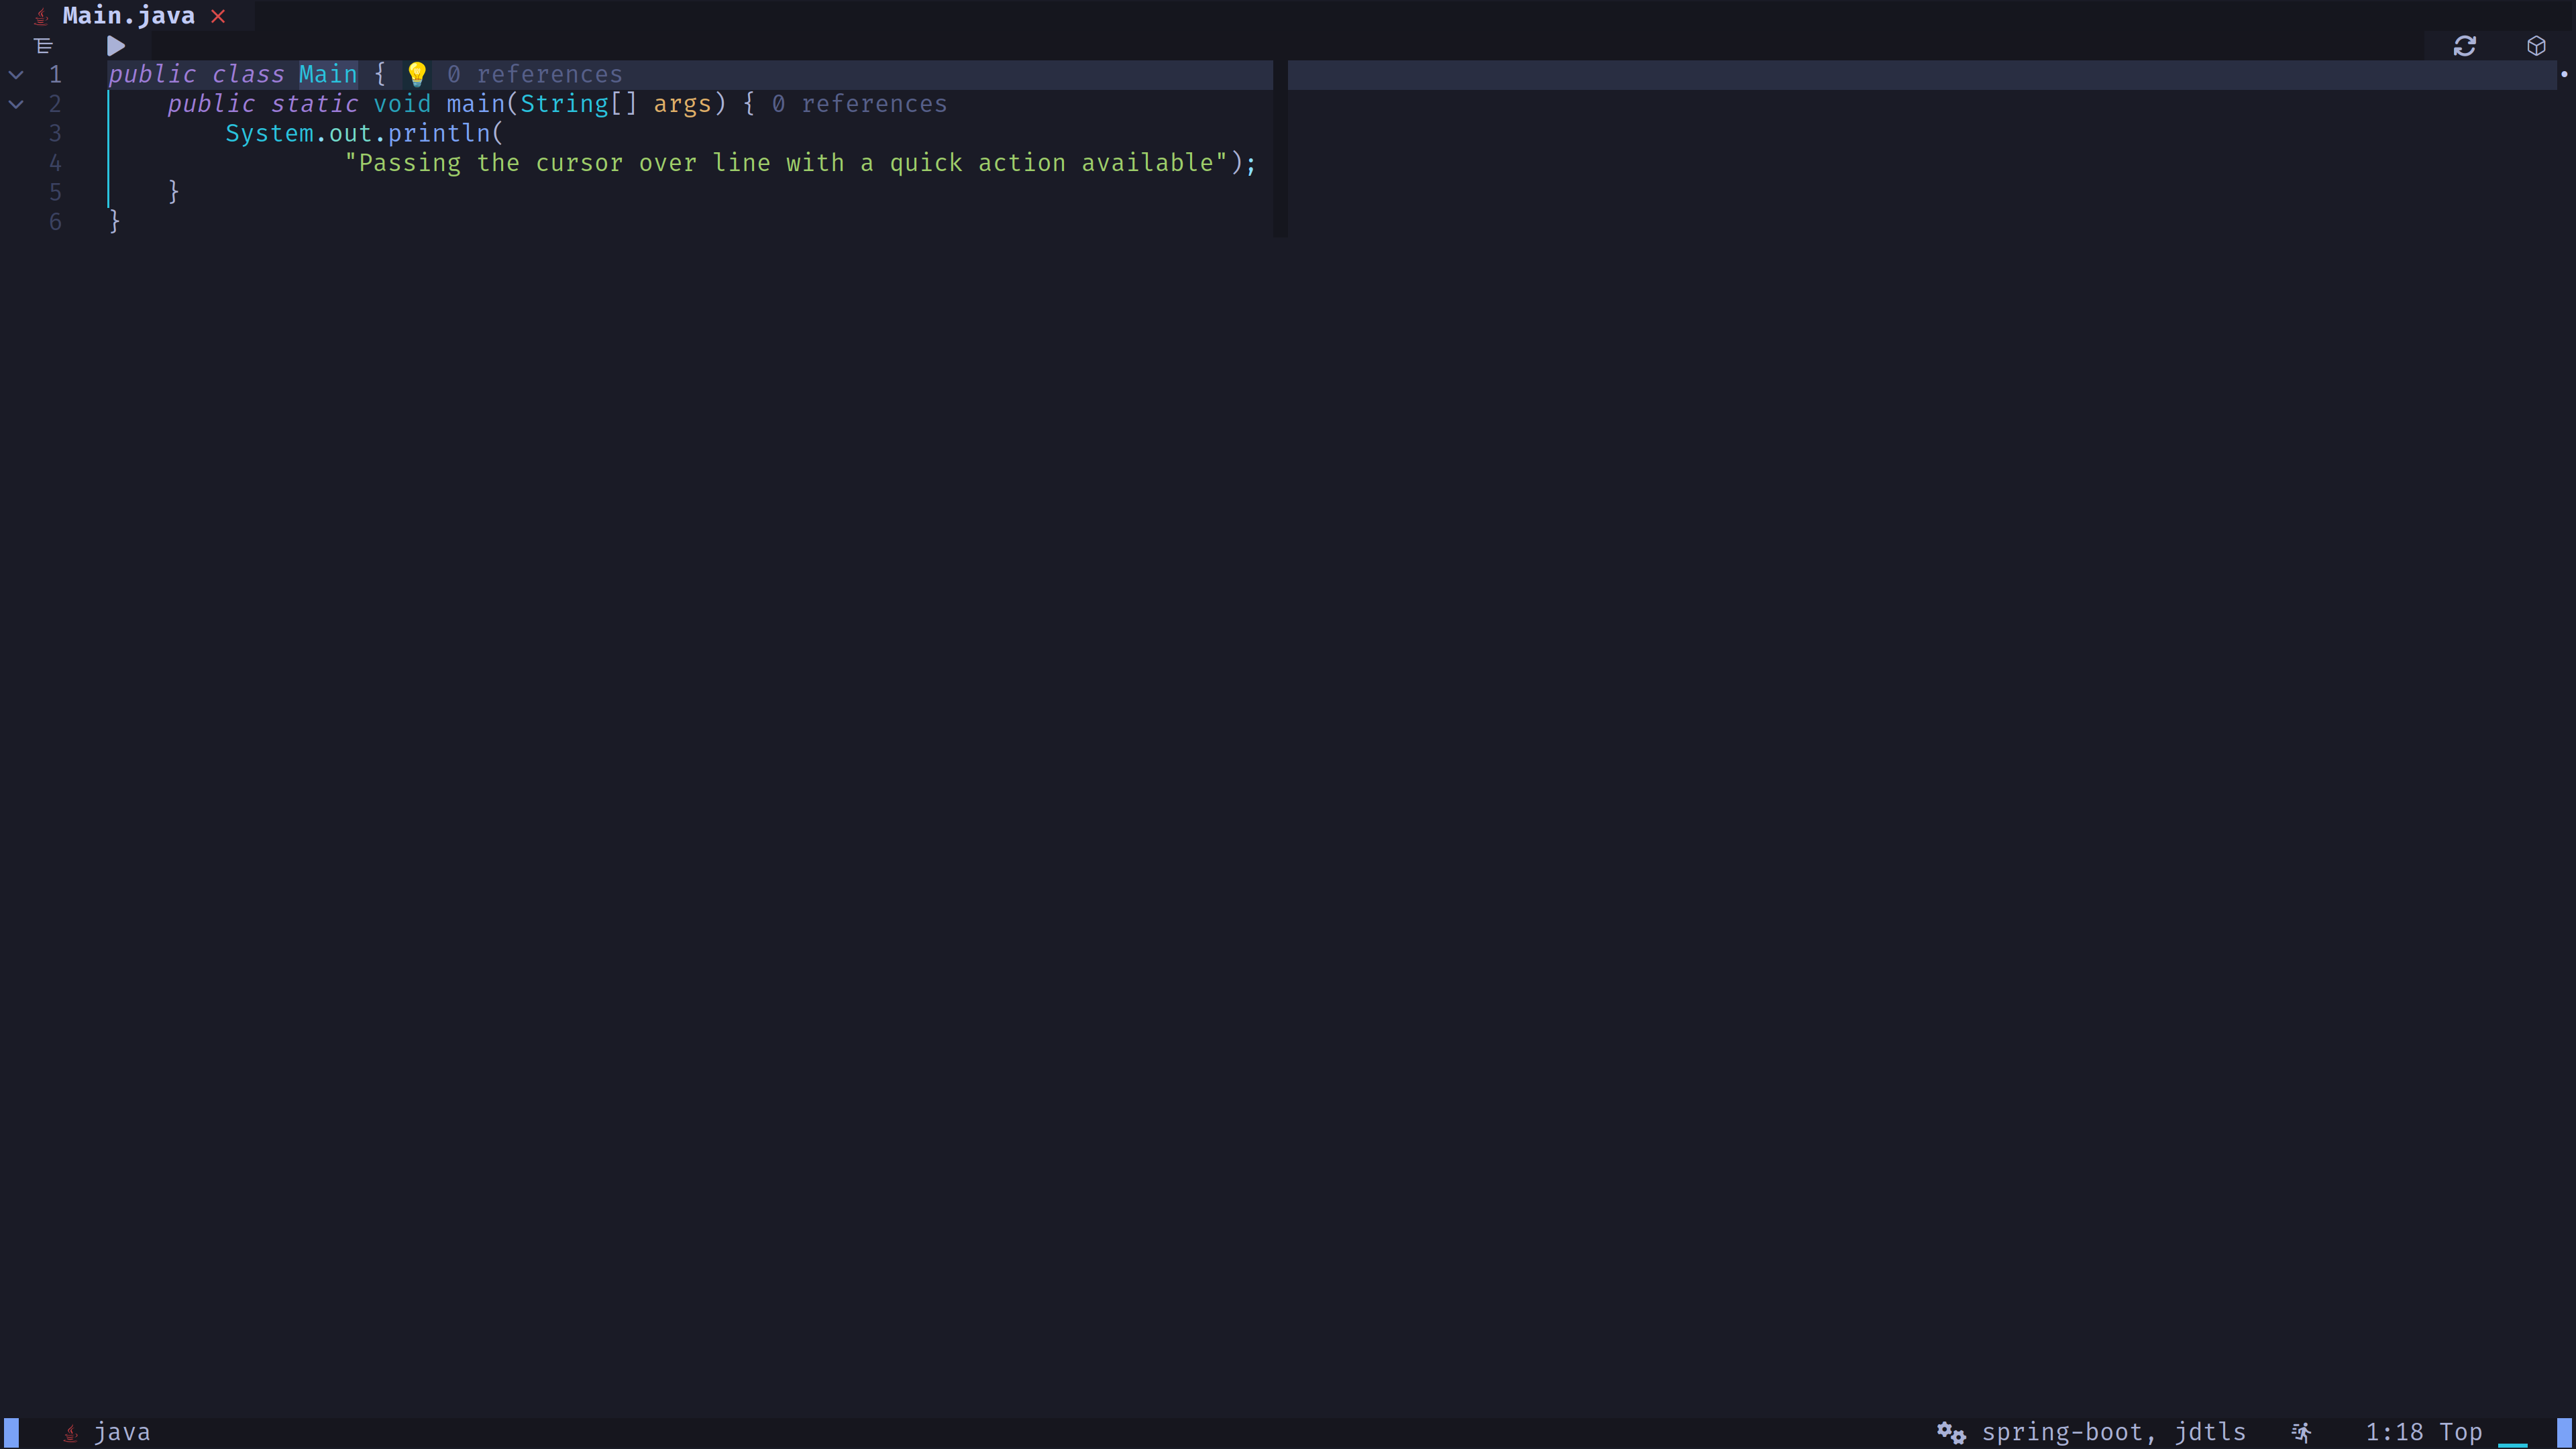 Main.java
1 public class Main { 💡 0 references
2 public static void main(String[] args) { 0 references
3 System.out.println(
4 "Passing the cursor over line with a quick action available");
5 }
6 }
java spring-boot, jdtls 1:18 Top